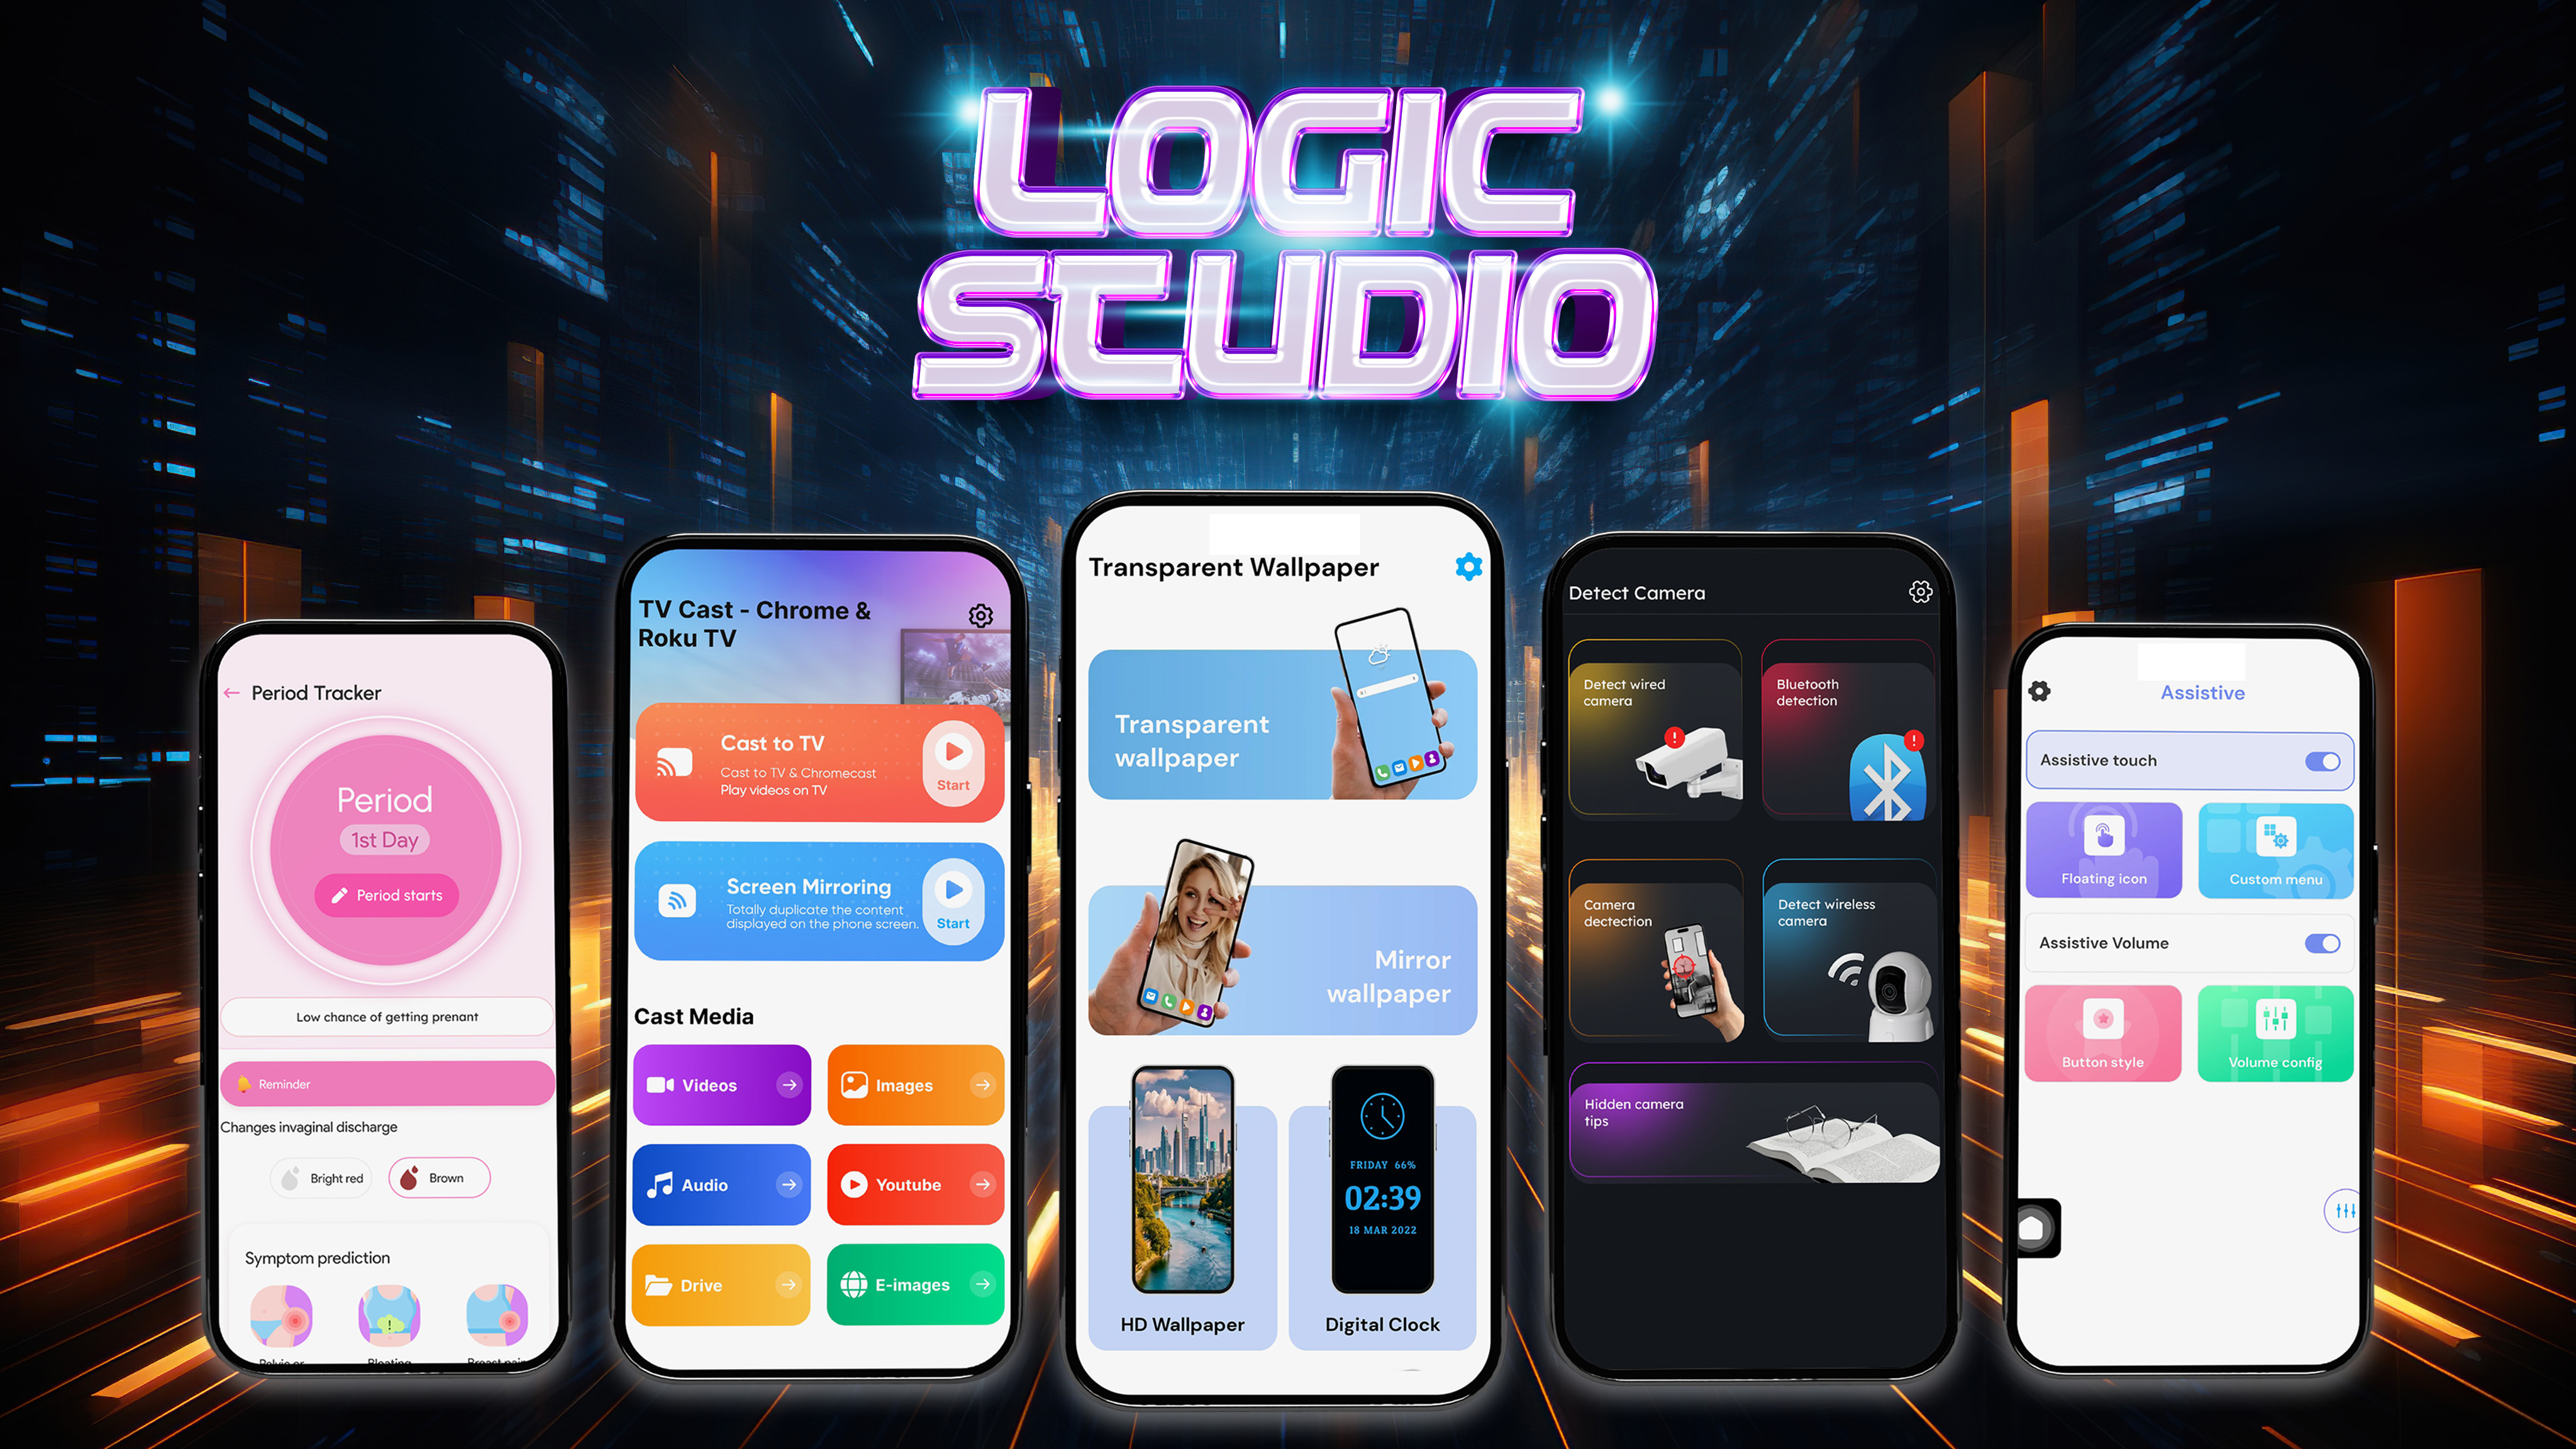 LOGIC
STUDIO
Period Tracker
Period
1st Day
Period starts
Low chance of getting prenant
Reminder
Changes invaginal discharge
Bright red
Brown
Symptom prediction
Pelvic or
Bloating
Breast pain
TV Cast - Chrome &
Roku TV
Cast to TV
Cast to TV & Chromecast
Play videos on TV
Start
Screen Mirroring
Totally duplicate the content
displayed on the phone screen.
Start
Cast Media
Videos
Images
Audio
Youtube
Drive
E-images
Transparent Wallpaper
Transparent
wallpaper
Mirror
wallpaper
FRIDAY 66%
02:39
18 MAR 2022
HD Wallpaper
Digital Clock
Detect Camera
Detect wired
camera
Bluetooth
detection
Camera
dectection
Detect wireless
camera
Hidden camera
tips
Assistive
Assistive touch
Floating icon
Custom menu
Assistive Volume
Button style
Volume config